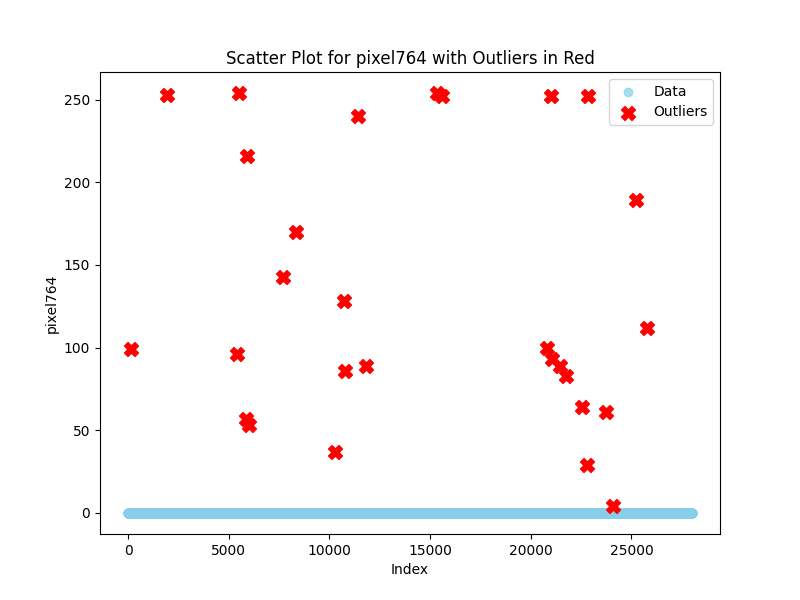 Scatter Plot for pixel764 with Outliers in Red
Data
Outliers
250
200
150
100
50
0
pixel764
0 5000 10000 15000 20000 25000
Index